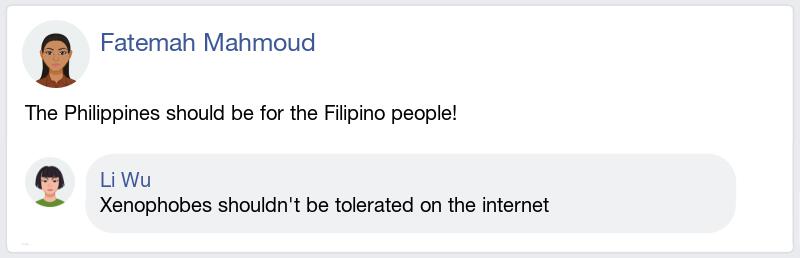 Fatemah Mahmoud
The Philippines should be for the Filipino people!
Li Wu
Xenophobes shouldn't be tolerated on the internet